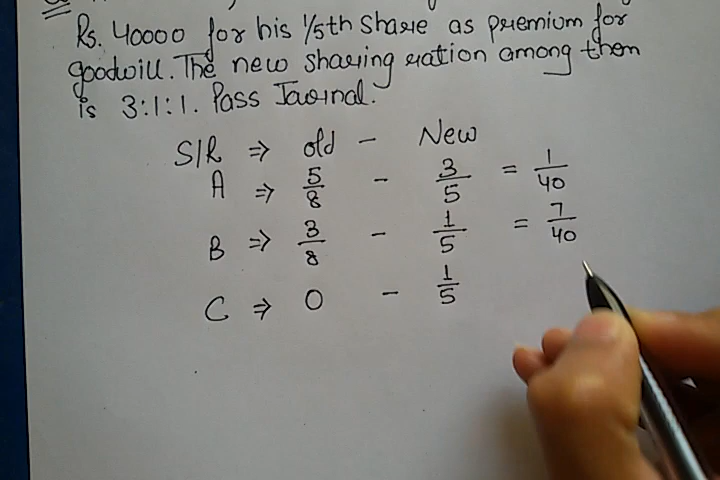 Rs. 40000 for his 1/5th Share as premium for
goodwill. The new sharing ration among them
is 3:1:1. Pass Journal.
S/R ⇒ old - New
A ⇒ 5/8 - 3/5 = 1/40
B ⇒ 3/8 - 1/5 = 7/40
C ⇒ 0 - 1/5